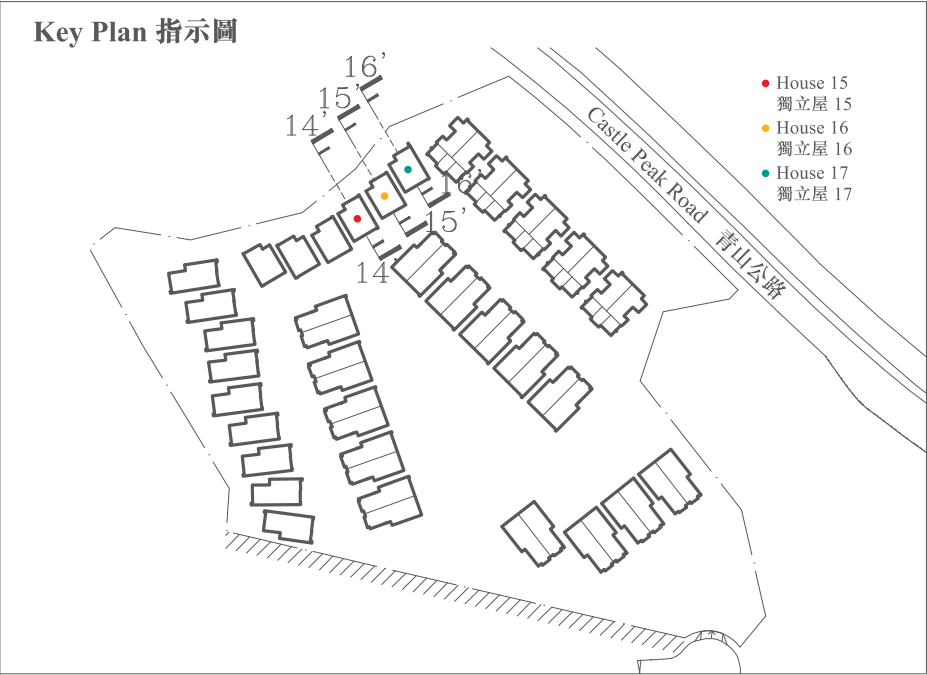 Key Plan 指示圖
16'
15'
14'
House 15
獨立屋 15
House 16
獨立屋 16
House 17
獨立屋 17
Castle Peak Road 青山公路
16'
15'
14'